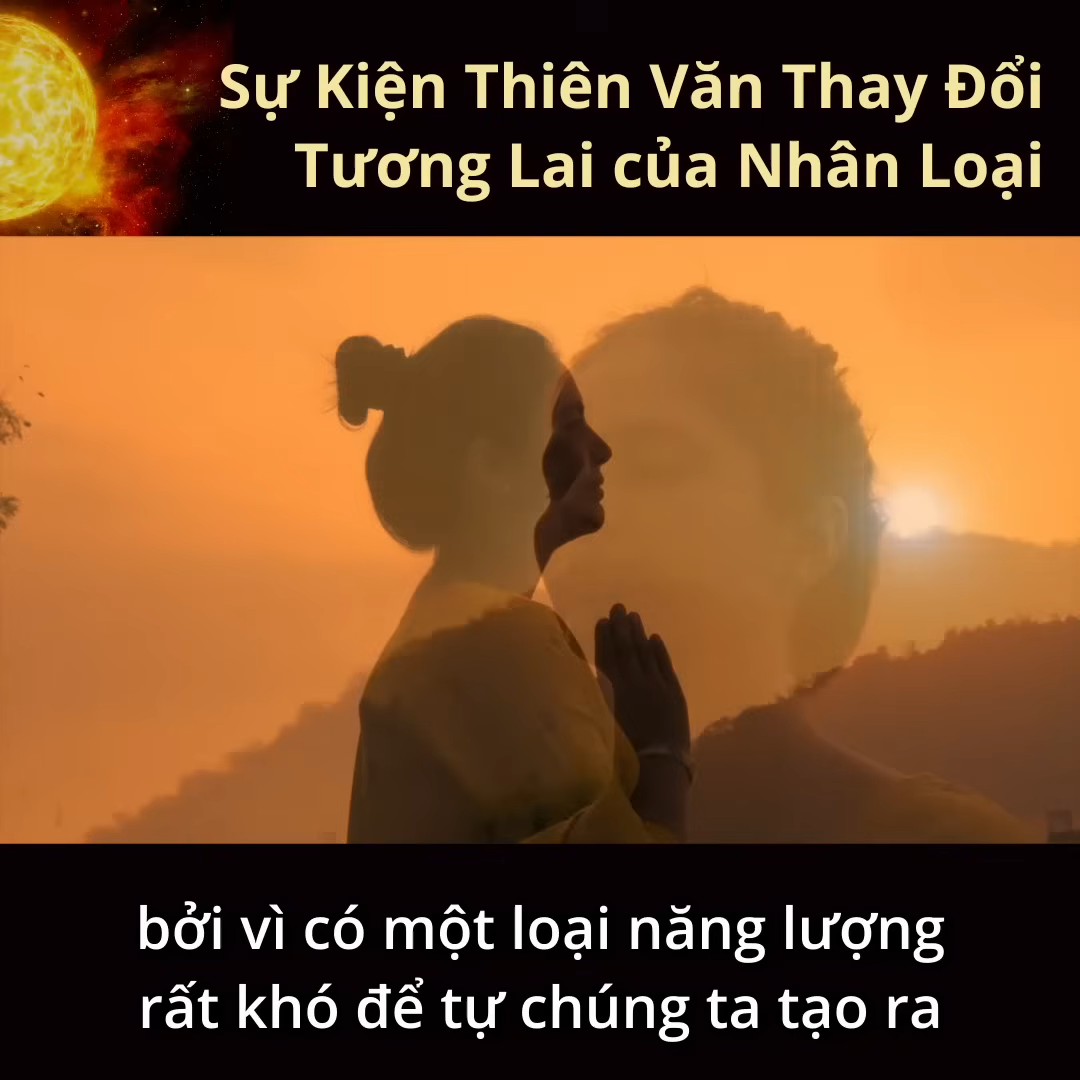 Sự Kiện Thiên Văn Thay Đổi
Tương Lai của Nhân Loại
bởi vì có một loại năng lượng
rất khó để tự chúng ta tạo ra